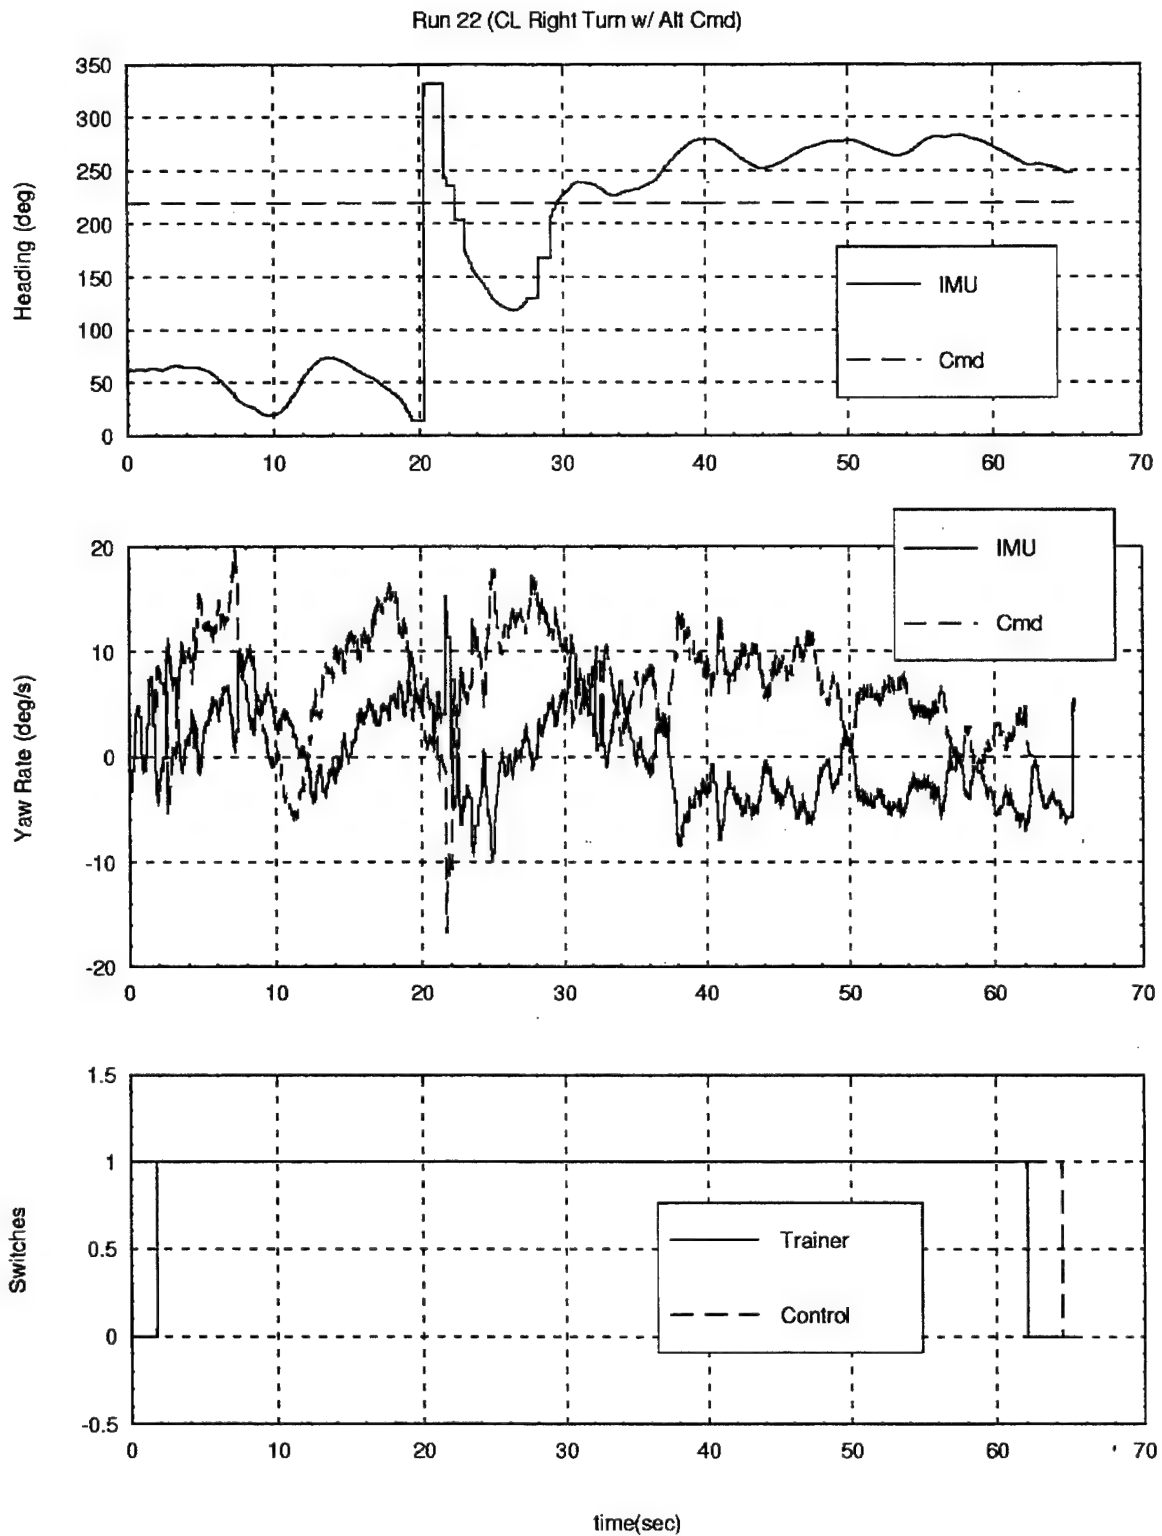 Run 22 (CL Right Turn w/ Alt Cmd)
350
300
250
200
150
100
50
0
Heading (deg)
IMU
Cmd
0 10 20 30 40 50 60 70
20
10
0
-10
-20
Yaw Rate (deg/s)
IMU
Cmd
0 10 20 30 40 50 60 70
1.5
1
0.5
0
-0.5
Switches
Trainer
Control
0 10 20 30 40 50 60 70
time(sec)